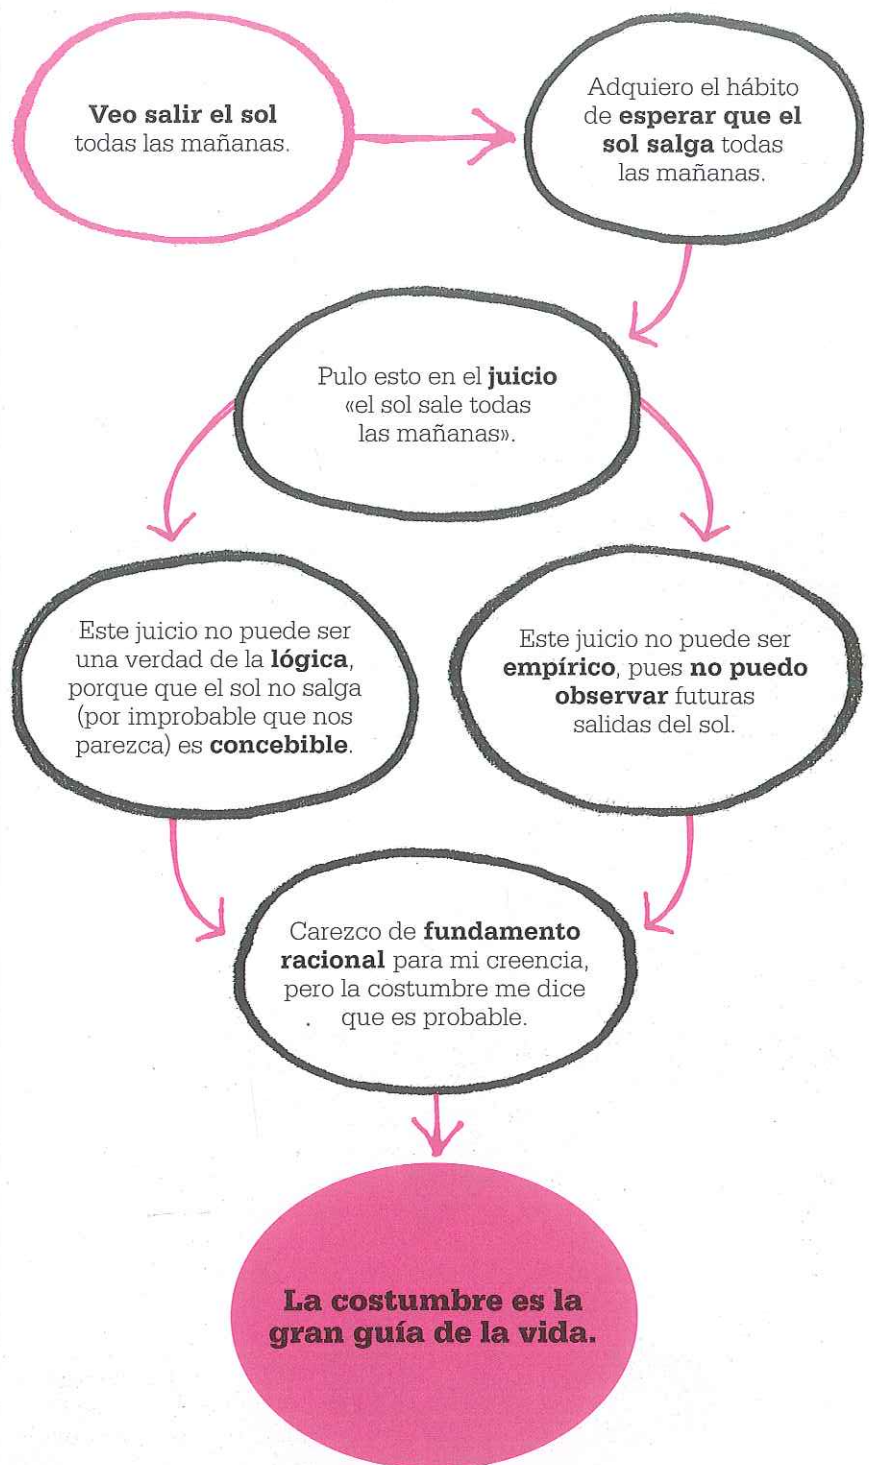 Veo salir el sol
todas las mañanas.
Adquiero el hábito
de esperar que el
sol salga todas
las mañanas.
Pulo esto en el juicio
«el sol sale todas
las mañanas».
Este juicio no puede ser
una verdad de la lógica,
porque que el sol no salga
(por improbable que nos
parezca) es concebible.
Este juicio no puede ser
empírico, pues no puedo
observar futuras
salidas del sol.
Carezco de fundamento
racional para mi creencia,
pero la costumbre me dice
que es probable.
La costumbre es la
gran guía de la vida.